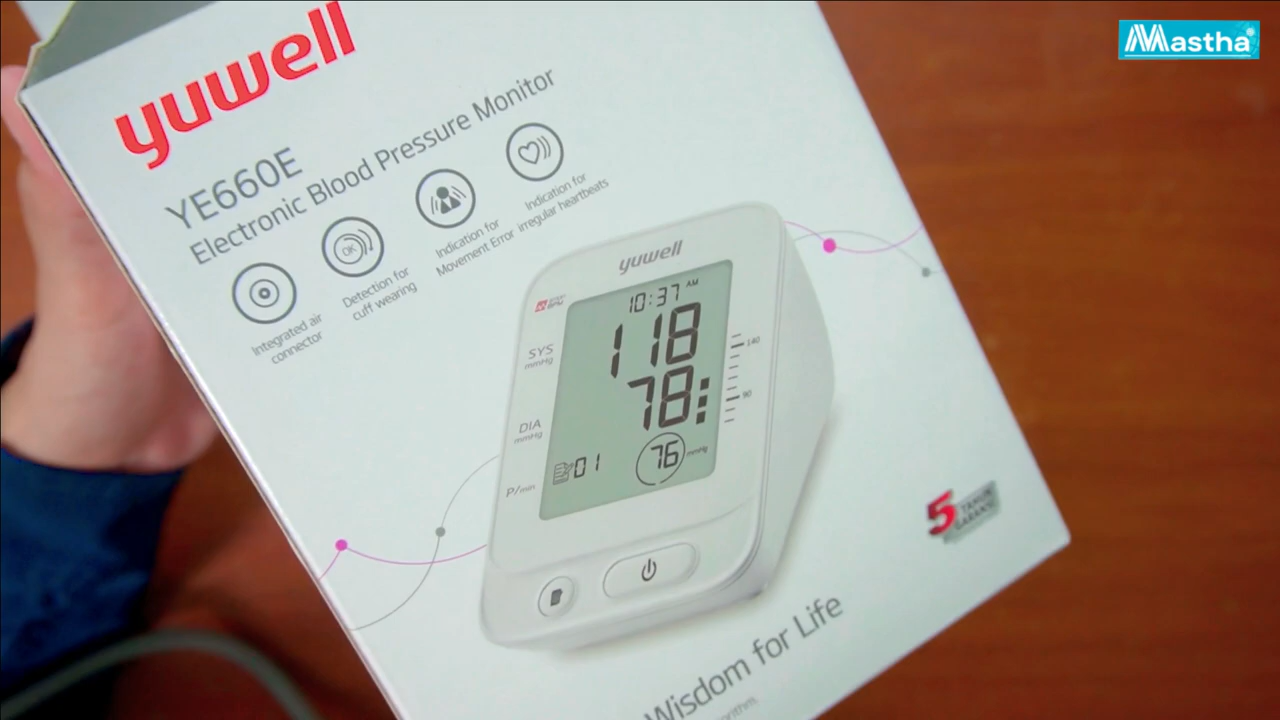 Mastha
yuwell
YE660E
Electronic Blood Pressure Monitor
Integrated air
connector
OK
Detection for
cuff wearing
Indication for
Movement Error
Indication for
irregular heartbeats
yuwell
10:37 AM
SYS
mmHg
118
140
DIA
mmHg
78
90
P/min
01
76
mmHg
5 TAHUN
GARANSI
Wisdom for Life